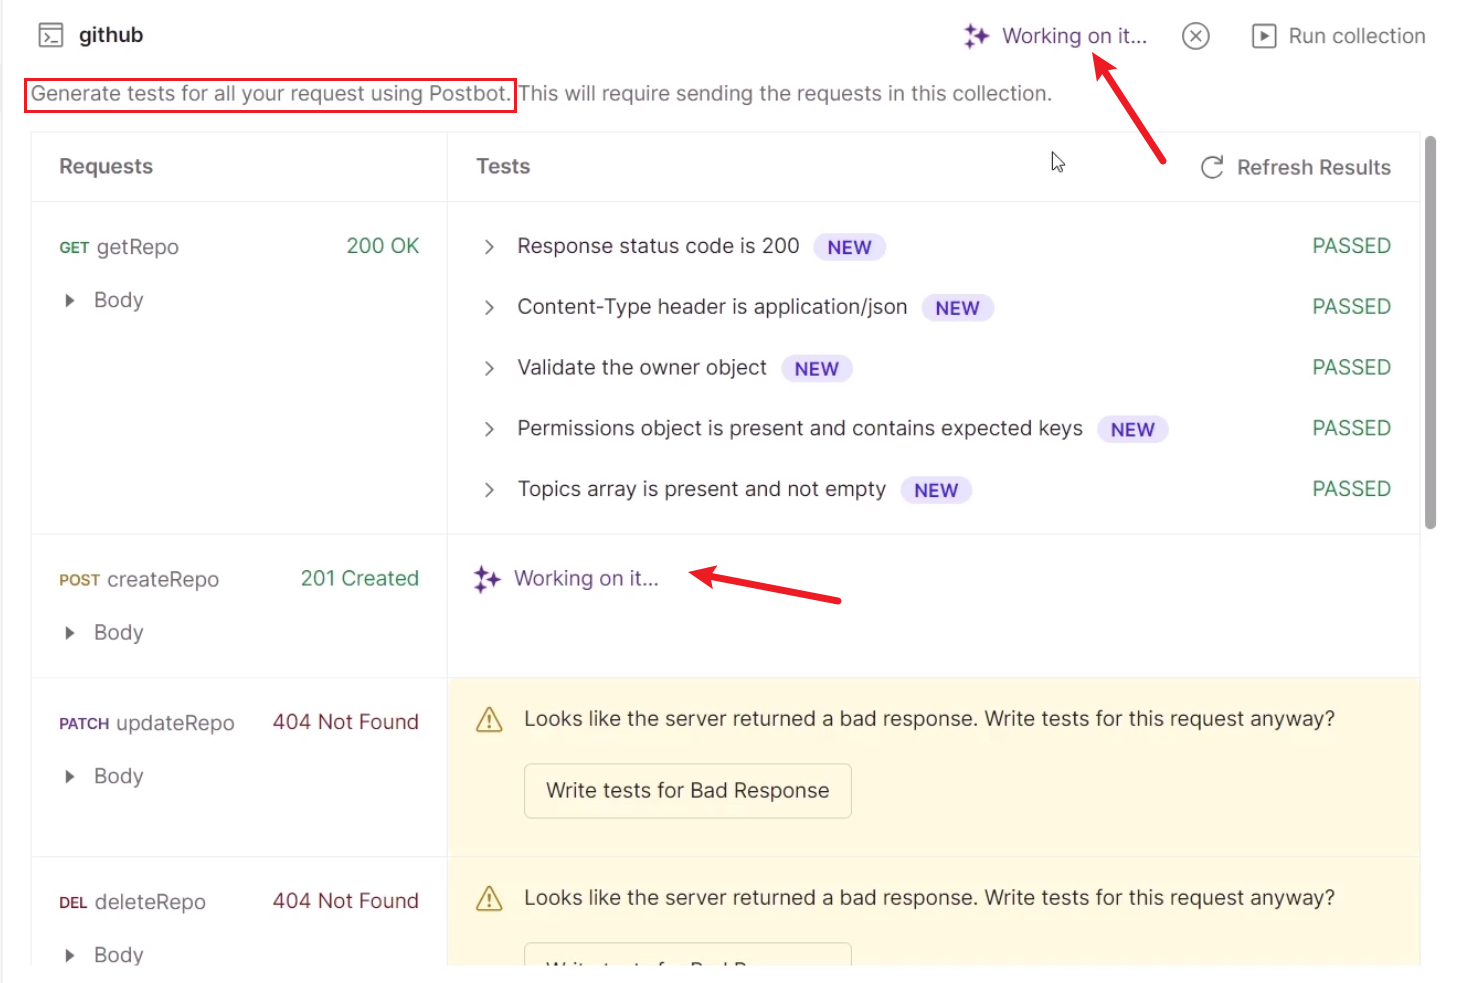 github
Working on it...
Run collection
Generate tests for all your request using Postbot. This will require sending the requests in this collection.
Requests
Tests
Refresh Results
GET getRepo 200 OK
Body
Response status code is 200 NEW PASSED
Content-Type header is application/json NEW PASSED
Validate the owner object NEW PASSED
Permissions object is present and contains expected keys NEW PASSED
Topics array is present and not empty NEW PASSED
POST createRepo 201 Created
Body
Working on it...
PATCH updateRepo 404 Not Found
Body
Looks like the server returned a bad response. Write tests for this request anyway?
Write tests for Bad Response
DEL deleteRepo 404 Not Found
Body
Looks like the server returned a bad response. Write tests for this request anyway?